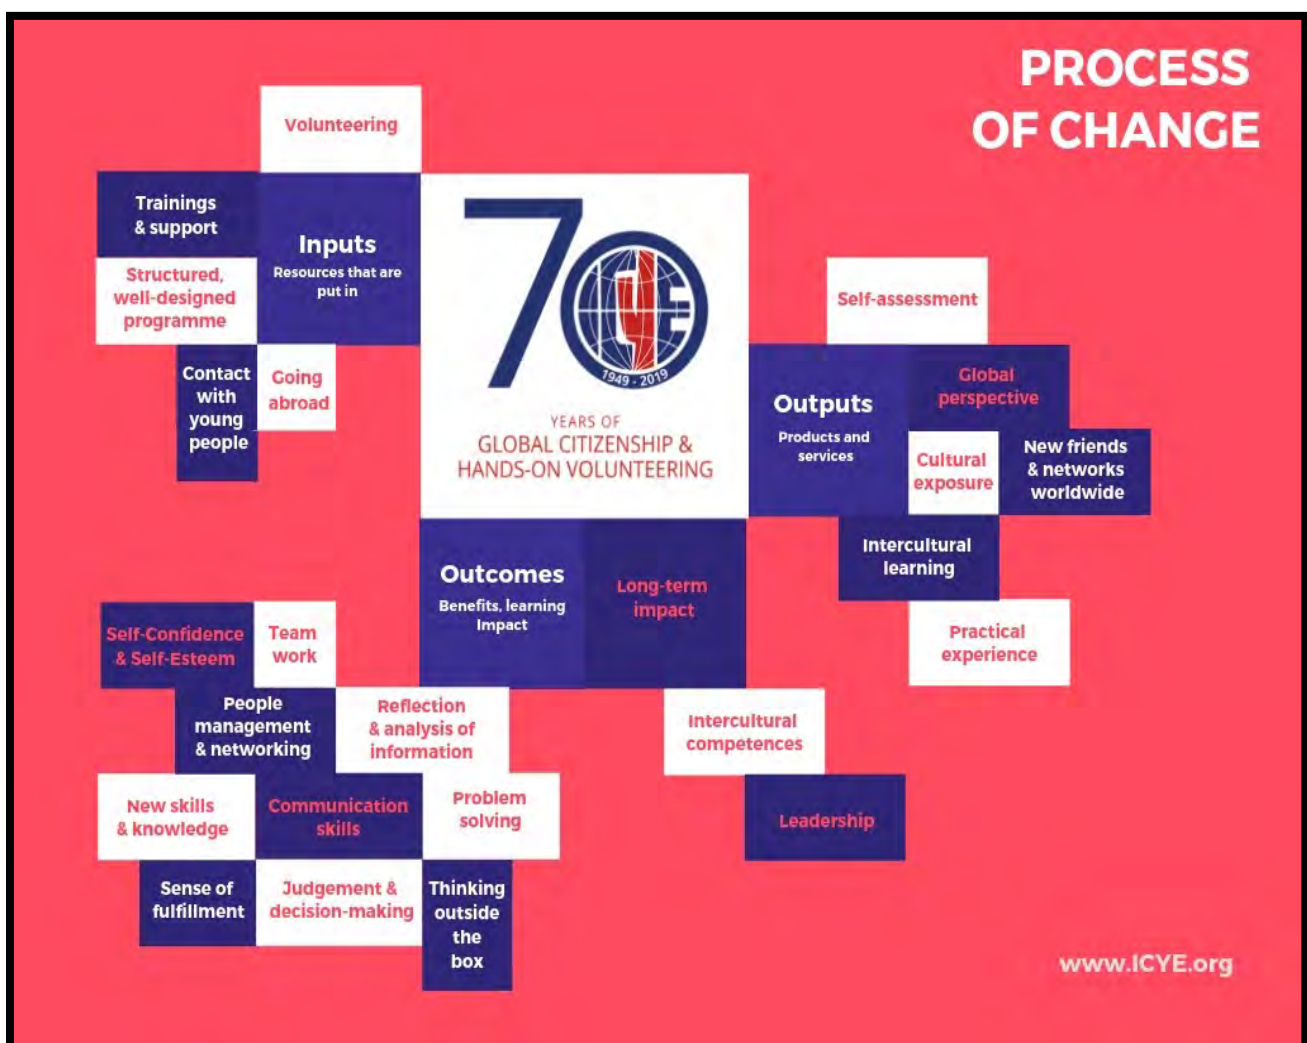 PROCESS
OF CHANGE
Volunteering
Trainings
& support
Inputs
Resources that are
put in
Structured,
well-designed
programme
Contact
with
young
people
Going
abroad
70
ICYE
1949 - 2019
YEARS OF
GLOBAL CITIZENSHIP &
HANDS-ON VOLUNTEERING
Self-assessment
Outputs
Products and
services
Global
perspective
Cultural
exposure
New friends
& networks
worldwide
Intercultural
learning
Practical
experience
Outcomes
Benefits, learning
Impact
Long-term
impact
Self-Confidence
& Self-Esteem
Team
work
People
management
& networking
Reflection
& analysis of
information
Intercultural
competences
New skills
& knowledge
Communication
skills
Problem
solving
Leadership
Sense of
fulfillment
Judgement &
decision-making
Thinking
outside
the
box
www.ICYE.org